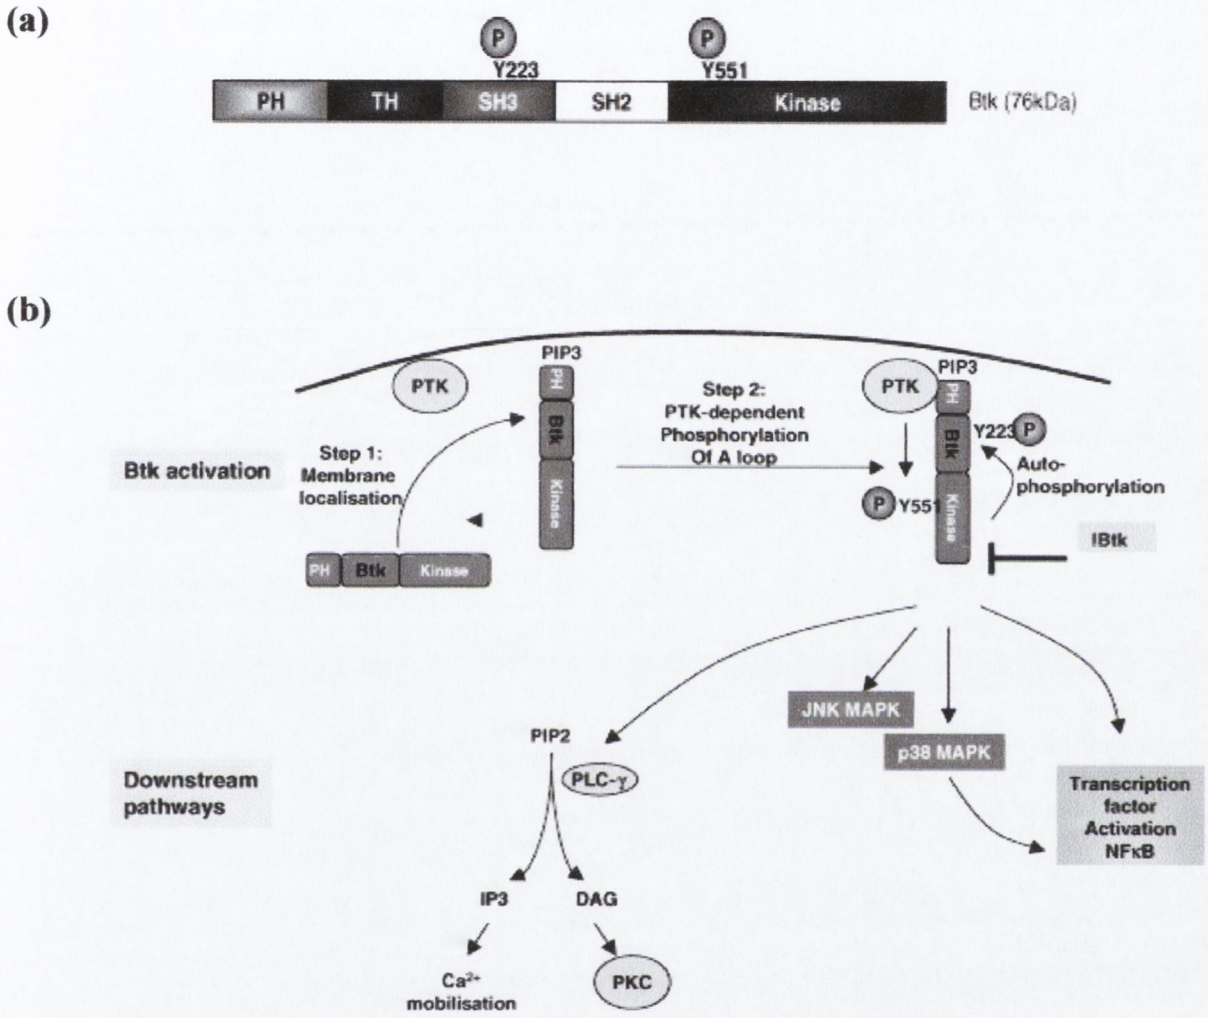 (a)
P
P
Y223
Y551
PH
TH
SH3
SH2
Kinase
Btk (76kDa)
(b)
PTK
PIP3
PH
Btk
Kinase
Step 1:
Membrane
localisation
PH
Btk
Kinase
Btk activation
Step 2:
PTK-dependent
Phosphorylation
Of A loop
PTK
PIP3
PH
Btk
Kinase
Y223
P
P
Y551
Auto-
phosphorylation
IBtk
Downstream
pathways
PIP2
PLC-γ
IP3
DAG
Ca²⁺
mobilisation
PKC
JNK MAPK
p38 MAPK
Transcription
factor
Activation
NFκB